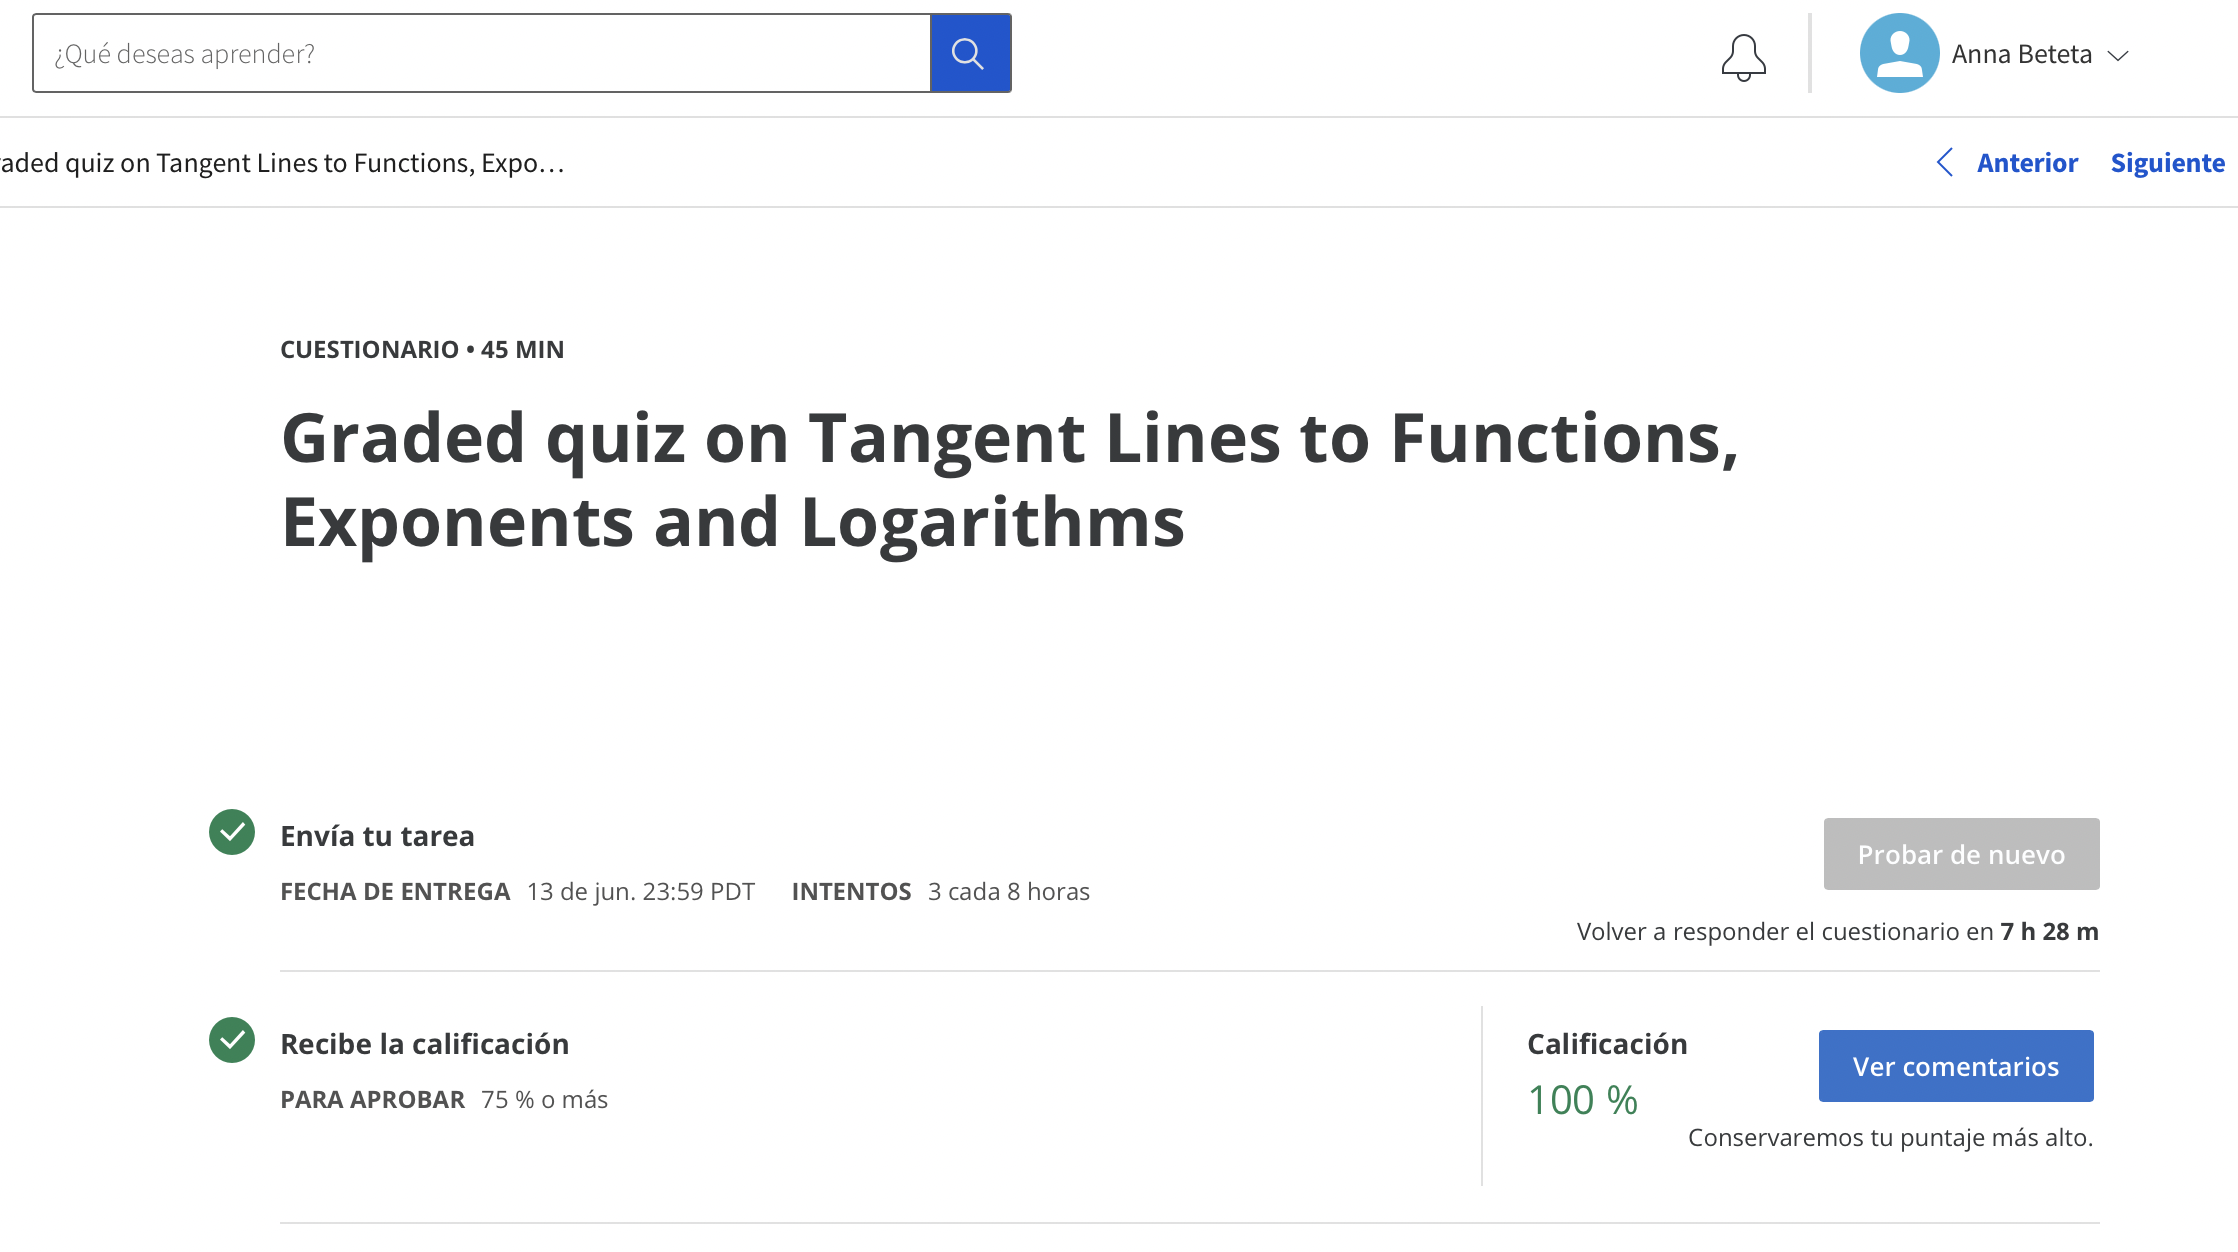 ¿Qué deseas aprender?
Anna Beteta
aded quiz on Tangent Lines to Functions, Expo…
Anterior
Siguiente
CUESTIONARIO • 45 MIN
Graded quiz on Tangent Lines to Functions,
Exponents and Logarithms
Envía tu tarea
Probar de nuevo
FECHA DE ENTREGA 13 de jun. 23:59 PDT INTENTOS 3 cada 8 horas
Volver a responder el cuestionario en 7 h 28 m
Recibe la calificación
Calificación
Ver comentarios
PARA APROBAR 75 % o más
100 %
Conservaremos tu puntaje más alto.